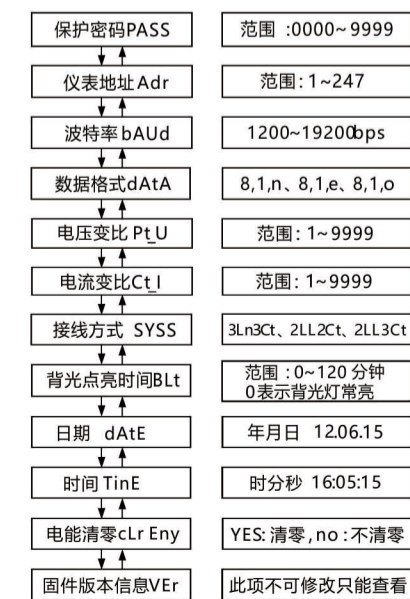 保护密码PASS
范围 :0000~9999
仪表地址Adr
范围:1~247
波特率bAUd
1200~19200bps
数据格式dAtA
8,1,n、8,1,e、8,1,o
电压变比 Pt_U
范围: 1~9999
电流变比Ct_I
范围: 1~9999
接线方式 SYSS
3Ln3Ct、2LL2Ct、2LL3Ct
背光点亮时间BLt
范围 :0~120 分钟
0表示背光灯常亮
日期 dAtE
年月日 12.06.15
时间 TinE
时分秒 16:05:15
电能清零cLr Eny
YES: 清零 , no : 不清零
固件版本信息VEr
此项不可修改只能查看